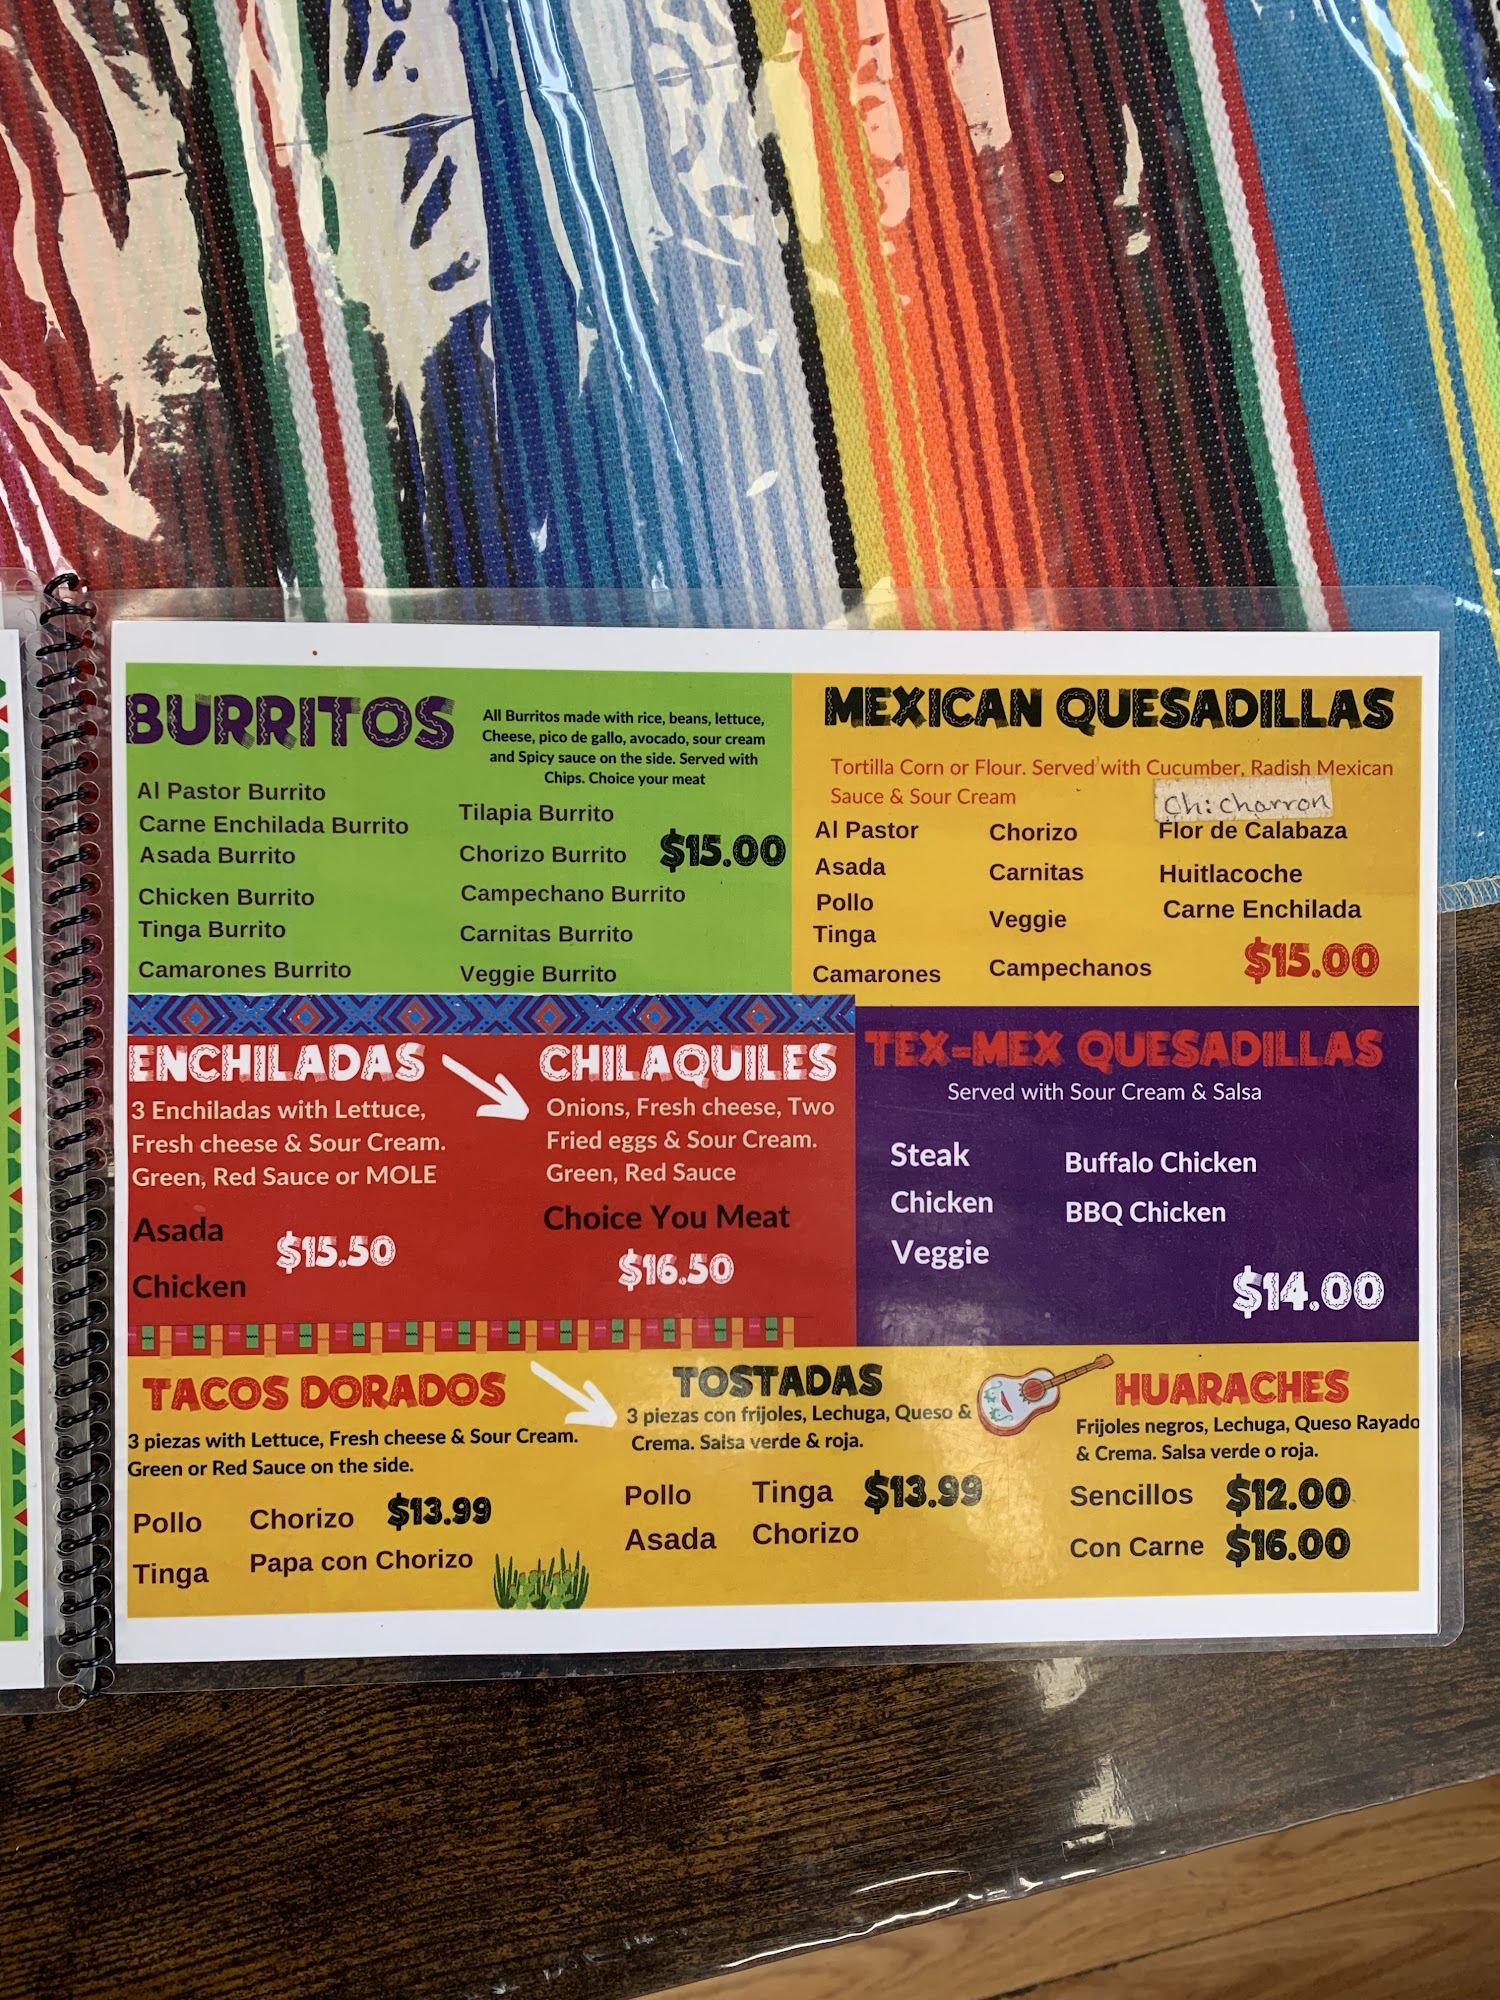 BURRITOS
All Burritos made with rice, beans, lettuce,
Cheese, pico de gallo, avocado, sour cream
and Spicy sauce on the side. Served with
Chips. Choice your meat
Al Pastor Burrito
Carne Enchilada Burrito
Asada Burrito
Chicken Burrito
Tinga Burrito
Camarones Burrito
Tilapia Burrito
Chorizo Burrito
Campechano Burrito
Carnitas Burrito
Veggie Burrito
$15.00
MEXICAN QUESADILLAS
Tortilla Corn or Flour. Served with Cucumber, Radish Mexican
Sauce & Sour Cream
Al Pastor
Asada
Pollo
Tinga
Camarones
Chorizo
Carnitas
Veggie
Campechanos
Chicharron
Flor de Calabaza
Huitlacoche
Carne Enchilada
$15.00
ENCHILADAS
3 Enchiladas with Lettuce,
Fresh cheese & Sour Cream.
Green, Red Sauce or MOLE
Asada
Chicken
$15.50
CHILAQUILES
Onions, Fresh cheese, Two
Fried eggs & Sour Cream.
Green, Red Sauce
Choice You Meat
$16.50
TEX-MEX QUESADILLAS
Served with Sour Cream & Salsa
Steak
Chicken
Veggie
Buffalo Chicken
BBQ Chicken
$14.00
TACOS DORADOS
3 piezas with Lettuce, Fresh cheese & Sour Cream.
Green or Red Sauce on the side.
Pollo
Tinga
Chorizo
Papa con Chorizo
$13.99
TOSTADAS
3 piezas con frijoles, Lechuga, Queso &
Crema. Salsa verde & roja.
Pollo
Asada
Tinga
Chorizo
$13.99
HUARACHES
Frijoles negros, Lechuga, Queso Rayado
& Crema. Salsa verde o roja.
Sencillos $12.00
Con Carne $16.00